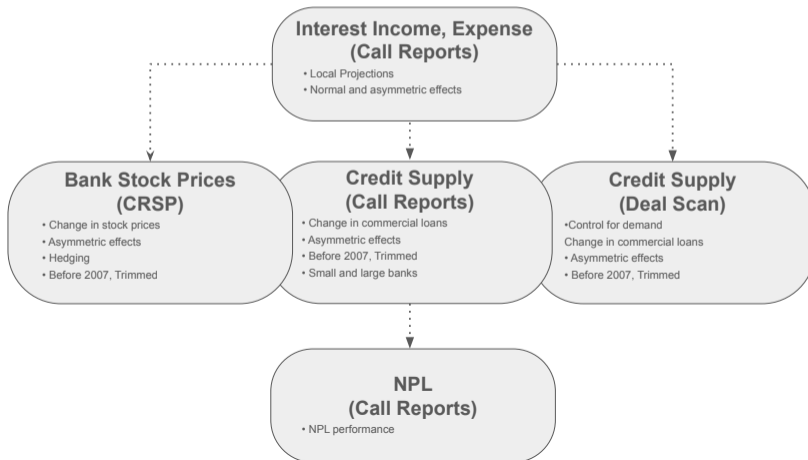 Interest Income, Expense
(Call Reports)
• Local Projections
• Normal and asymmetric effects
Bank Stock Prices
(CRSP)
• Change in stock prices
• Asymmetric effects
• Hedging
• Before 2007, Trimmed
Credit Supply
(Call Reports)
• Change in commercial loans
• Asymmetric effects
• Before 2007, Trimmed
• Small and large banks
Credit Supply
(Deal Scan)
•Control for demand
Change in commercial loans
• Asymmetric effects
• Before 2007, Trimmed
NPL
(Call Reports)
• NPL performance